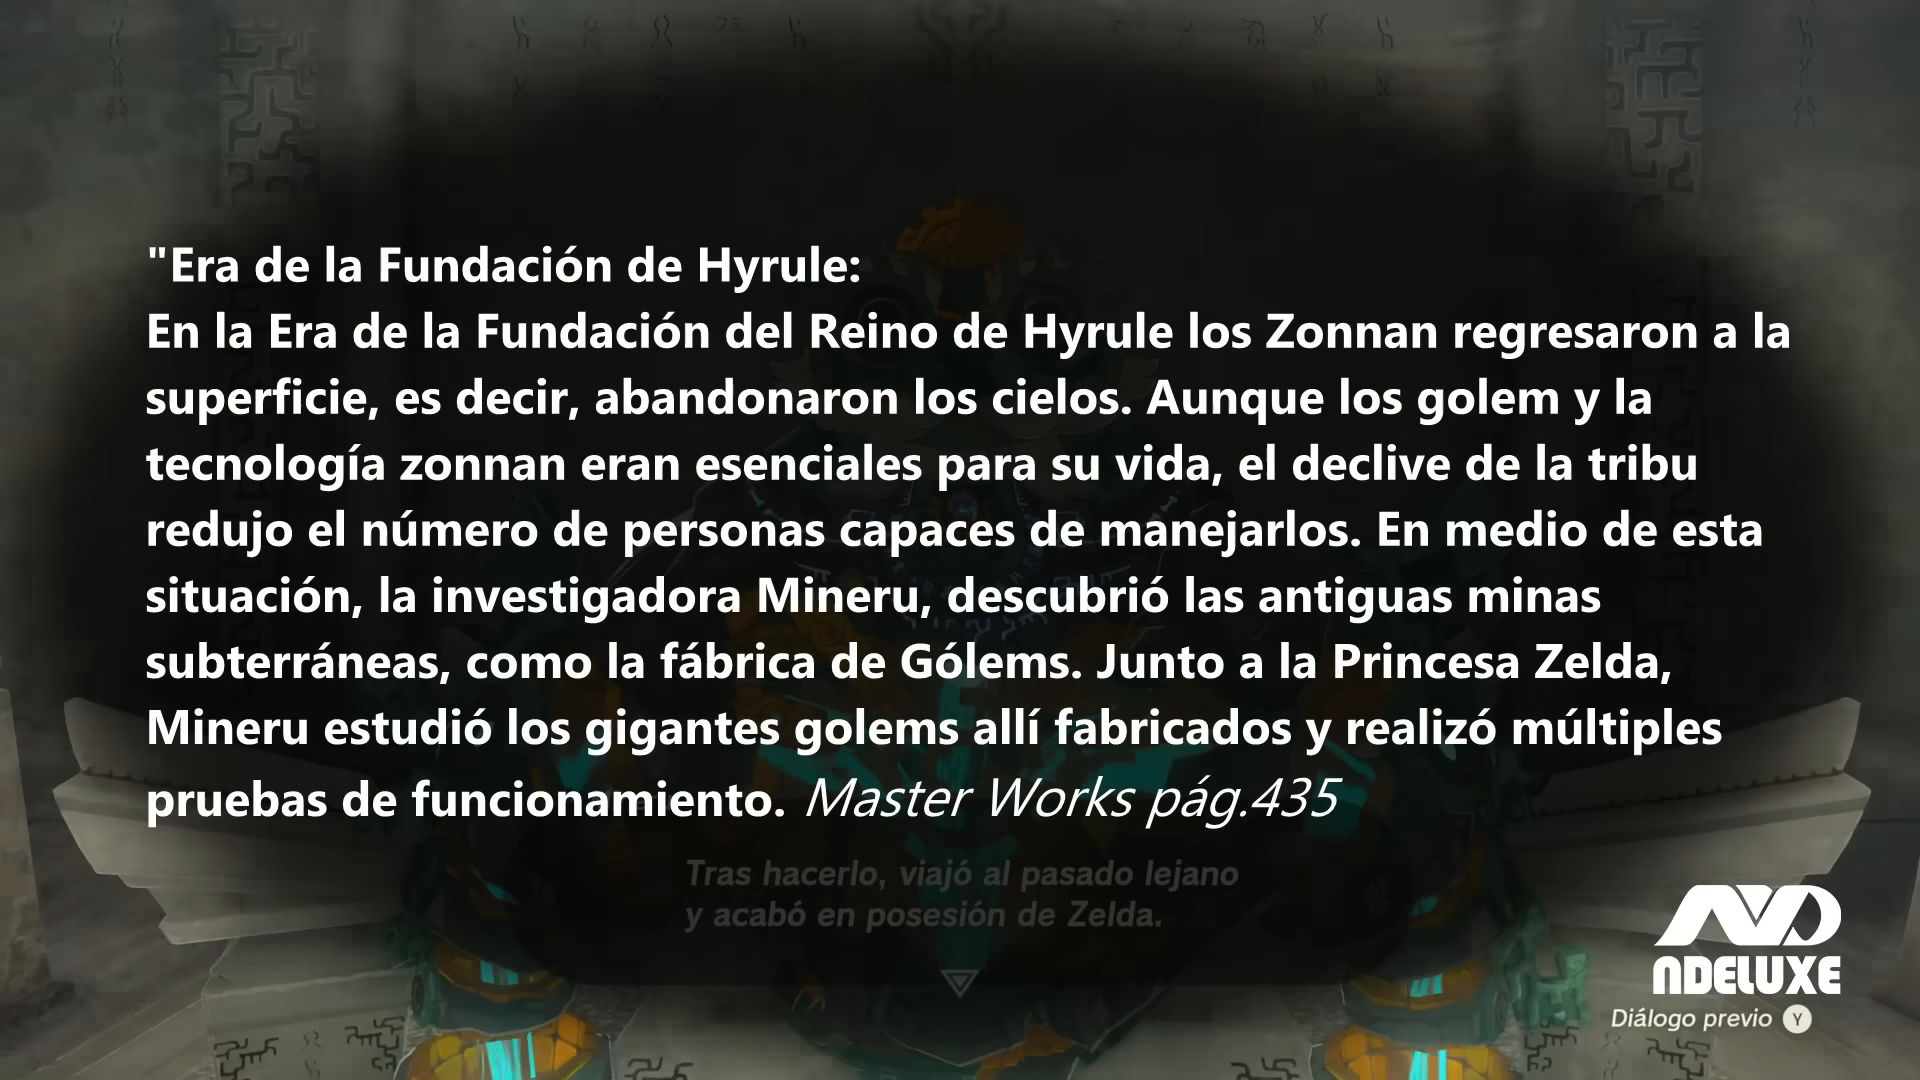 "Era de la Fundación de Hyrule:
En la Era de la Fundación del Reino de Hyrule los Zonnan regresaron a la
superficie, es decir, abandonaron los cielos. Aunque los golem y la
tecnología zonnan eran esenciales para su vida, el declive de la tribu
redujo el número de personas capaces de manejarlos. En medio de esta
situación, la investigadora Mineru, descubrió las antiguas minas
subterráneas, como la fábrica de Gólems. Junto a la Princesa Zelda,
Mineru estudió los gigantes golems allí fabricados y realizó múltiples
pruebas de funcionamiento. Master Works pág.435
Tras hacerlo, viajó al pasado lejano
y acabó en posesión de Zelda.
NDELUXE
Diálogo previo Y